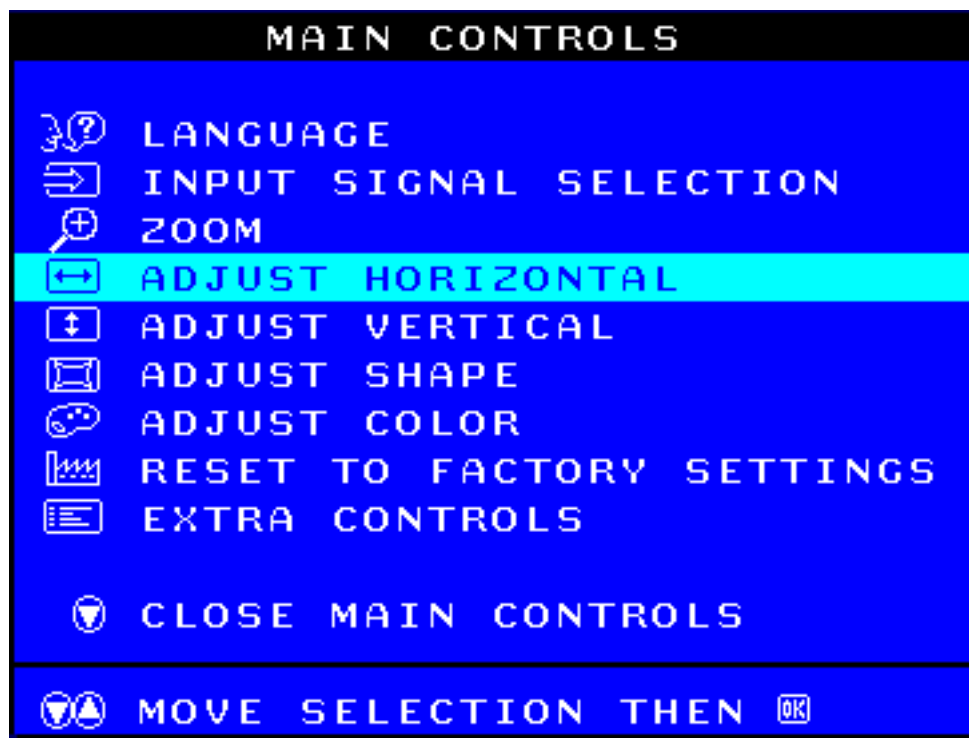 MAIN CONTROLS
LANGUAGE
INPUT SIGNAL SELECTION
ZOOM
ADJUST HORIZONTAL
ADJUST VERTICAL
ADJUST SHAPE
ADJUST COLOR
RESET TO FACTORY SETTINGS
EXTRA CONTROLS
CLOSE MAIN CONTROLS
MOVE SELECTION THEN OK